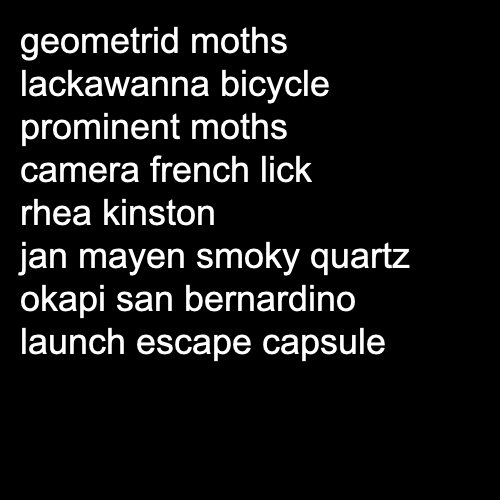 geometrid moths
lackawanna bicycle
prominent moths
camera french lick
rhea kinston
jan mayen smoky quartz
okapi san bernardino
launch escape capsule